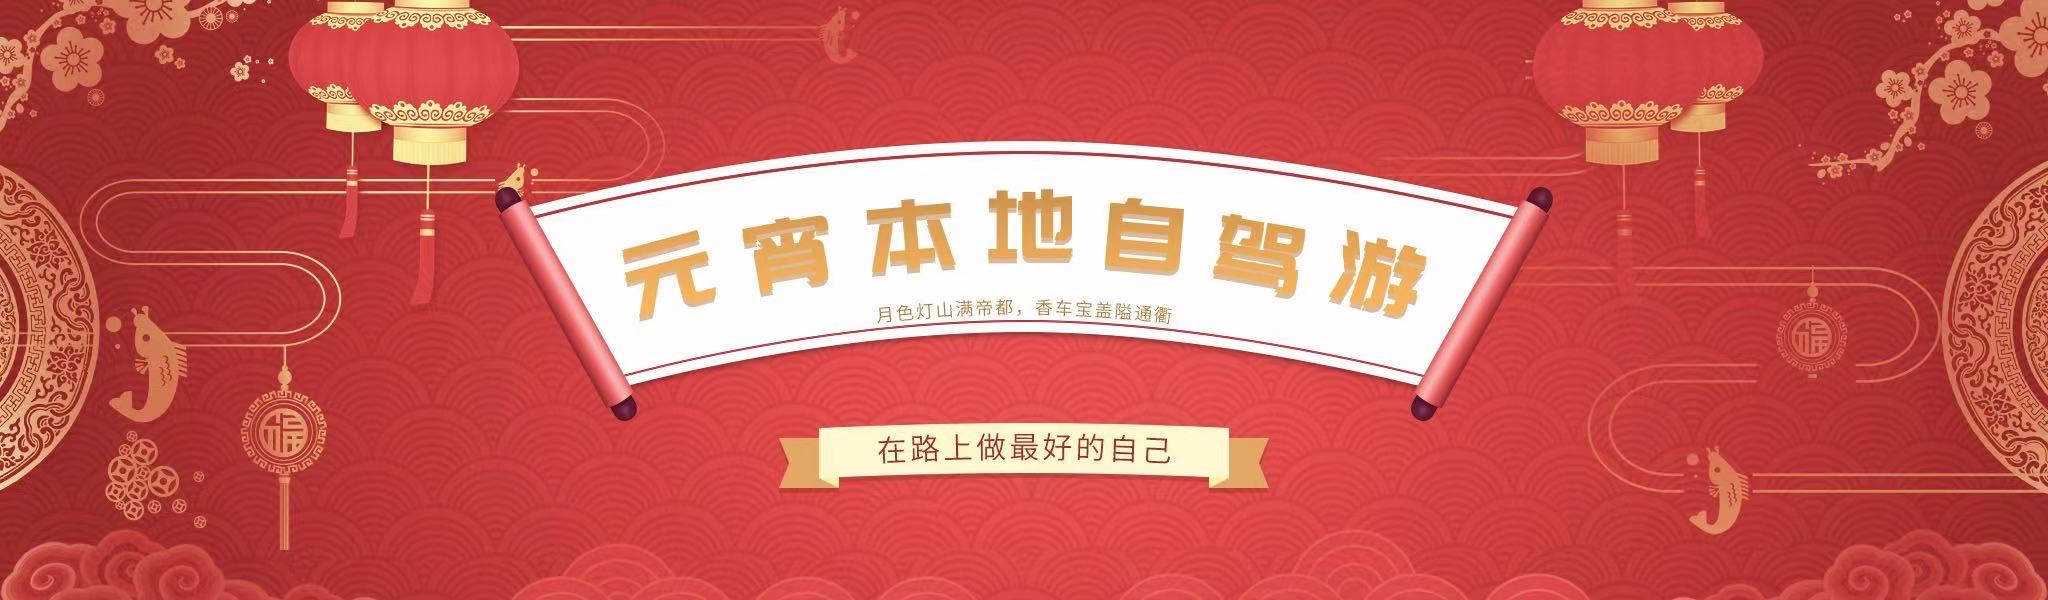 元宵本地自驾游
月色灯山满帝都，香车宝盖隘通衢
在路上做最好的自己
福
福